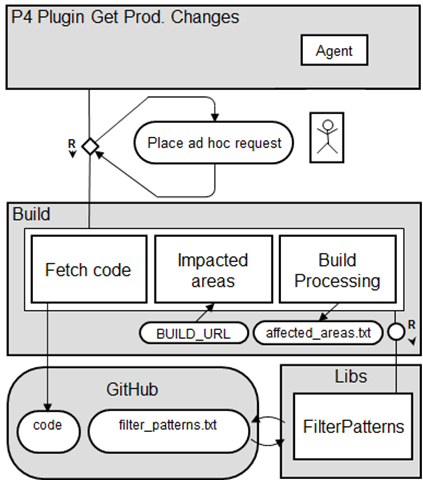 P4 Plugin Get Prod. Changes
Agent
R
Place ad hoc request
Build
Fetch code
Impacted
areas
Build
Processing
BUILD_URL
affected_areas.txt
R
GitHub
Libs
code
filter_patterns.txt
FilterPatterns